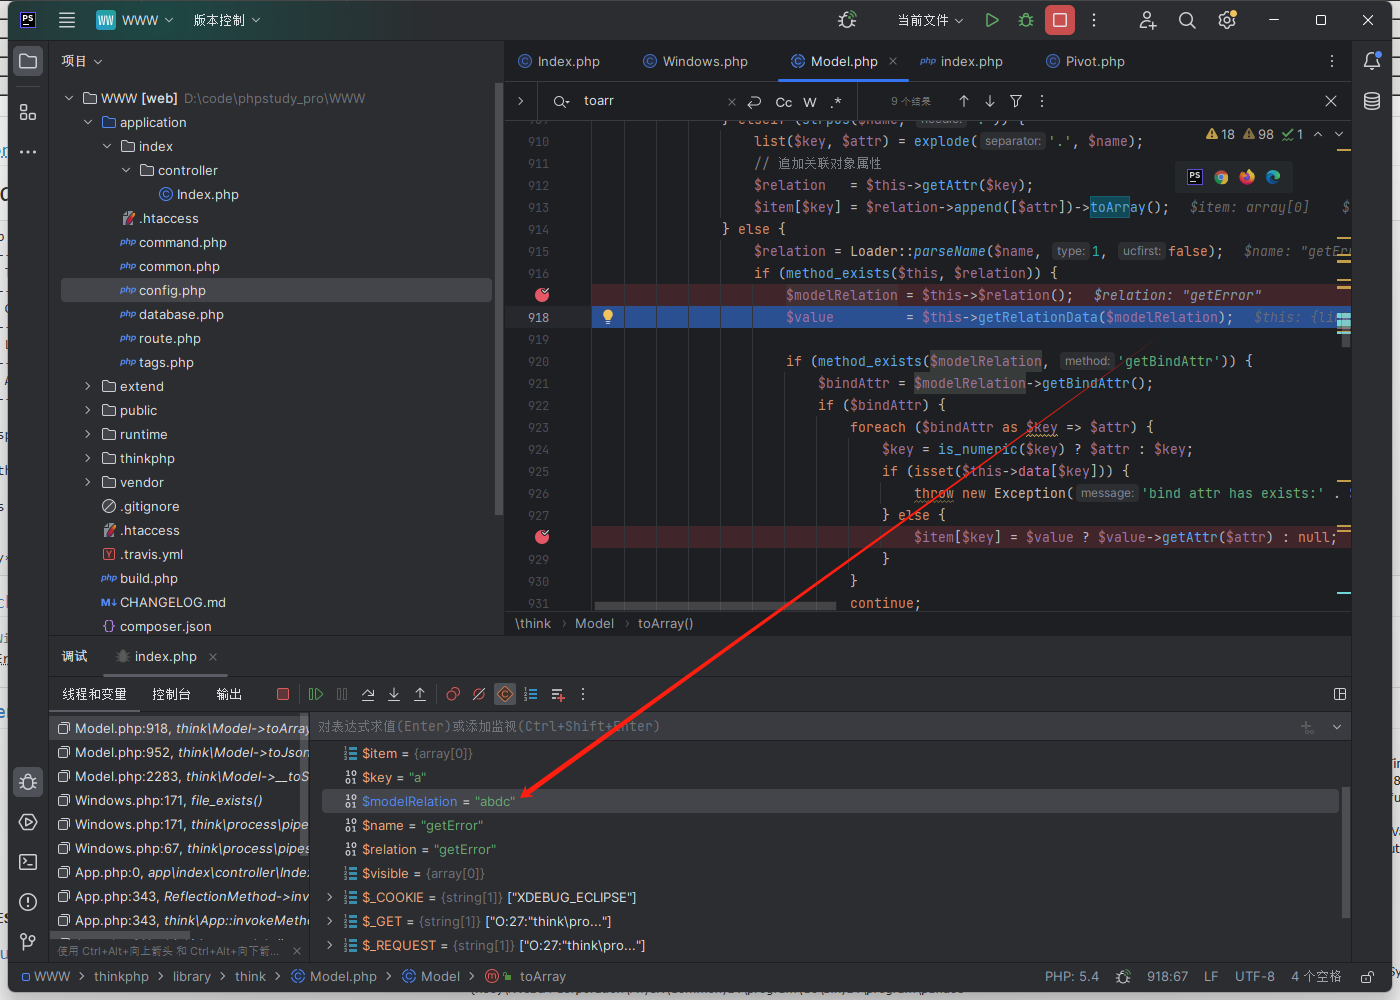 PS WW WWW 版本控制 当前文件
项目
WWW [web] D:\code\phpstudy_pro\WWW
application
index
controller
Index.php
.htaccess
php command.php
php common.php
php config.php
php database.php
php route.php
php tags.php
extend
public
runtime
thinkphp
vendor
.gitignore
.htaccess
.travis.yml
php build.php
M↓ CHANGELOG.md
composer.json
Index.php Windows.php Model.php php index.php Pivot.php
toarr Cc W .* 9 个结果
18 98 1
910 list($key, $attr) = explode( separator: '.', $name);
911 // 追加关联对象属性
912 $relation = $this->getAttr($key);
913 $item[$key] = $relation->append([$attr])->toArray(); $item: array[0]
914 } else {
915 $relation = Loader::parseName($name, type: 1, ucfirst: false); $name: "getErr
916 if (method_exists($this, $relation)) {
$modelRelation = $this->$relation(); $relation: "getError"
918 $value = $this->getRelationData($modelRelation); $this: {li
919
920 if (method_exists($modelRelation, method: 'getBindAttr')) {
921 $bindAttr = $modelRelation->getBindAttr();
922 if ($bindAttr) {
923 foreach ($bindAttr as $key => $attr) {
924 $key = is_numeric($key) ? $attr : $key;
925 if (isset($this->data[$key])) {
926 throw new Exception( message: 'bind attr has exists:' .
927 } else {
$item[$key] = $value ? $value->getAttr($attr) : null;
929 }
930 }
931 continue;
\think Model toArray()
调试 index.php
线程和变量 控制台 输出
Model.php:918, think\Model->toArray
Model.php:952, think\Model->toJson
Model.php:2283, think\Model->__toS
Windows.php:171, file_exists()
Windows.php:171, think\process\pipe
Windows.php:67, think\process\pipes
App.php:0, app\index\controller\Index
App.php:343, ReflectionMethod->inv
App.php:343, think\App::invokeMetho
使用 Ctrl+Alt+向上箭头 和 Ctrl+Alt+向下箭...
对表达式求值(Enter)或添加监视(Ctrl+Shift+Enter)
$item = {array[0]}
$key = "a"
$modelRelation = "abdc"
$name = "getError"
$relation = "getError"
$visible = {array[0]}
$_COOKIE = {string[1]} ["XDEBUG_ECLIPSE"]
$_GET = {string[1]} ["O:27:"think\pro..."]
$_REQUEST = {string[1]} ["O:27:"think\pro..."]
WWW thinkphp library think Model.php Model toArray
PHP: 5.4 918:67 LF UTF-8 4 个空格